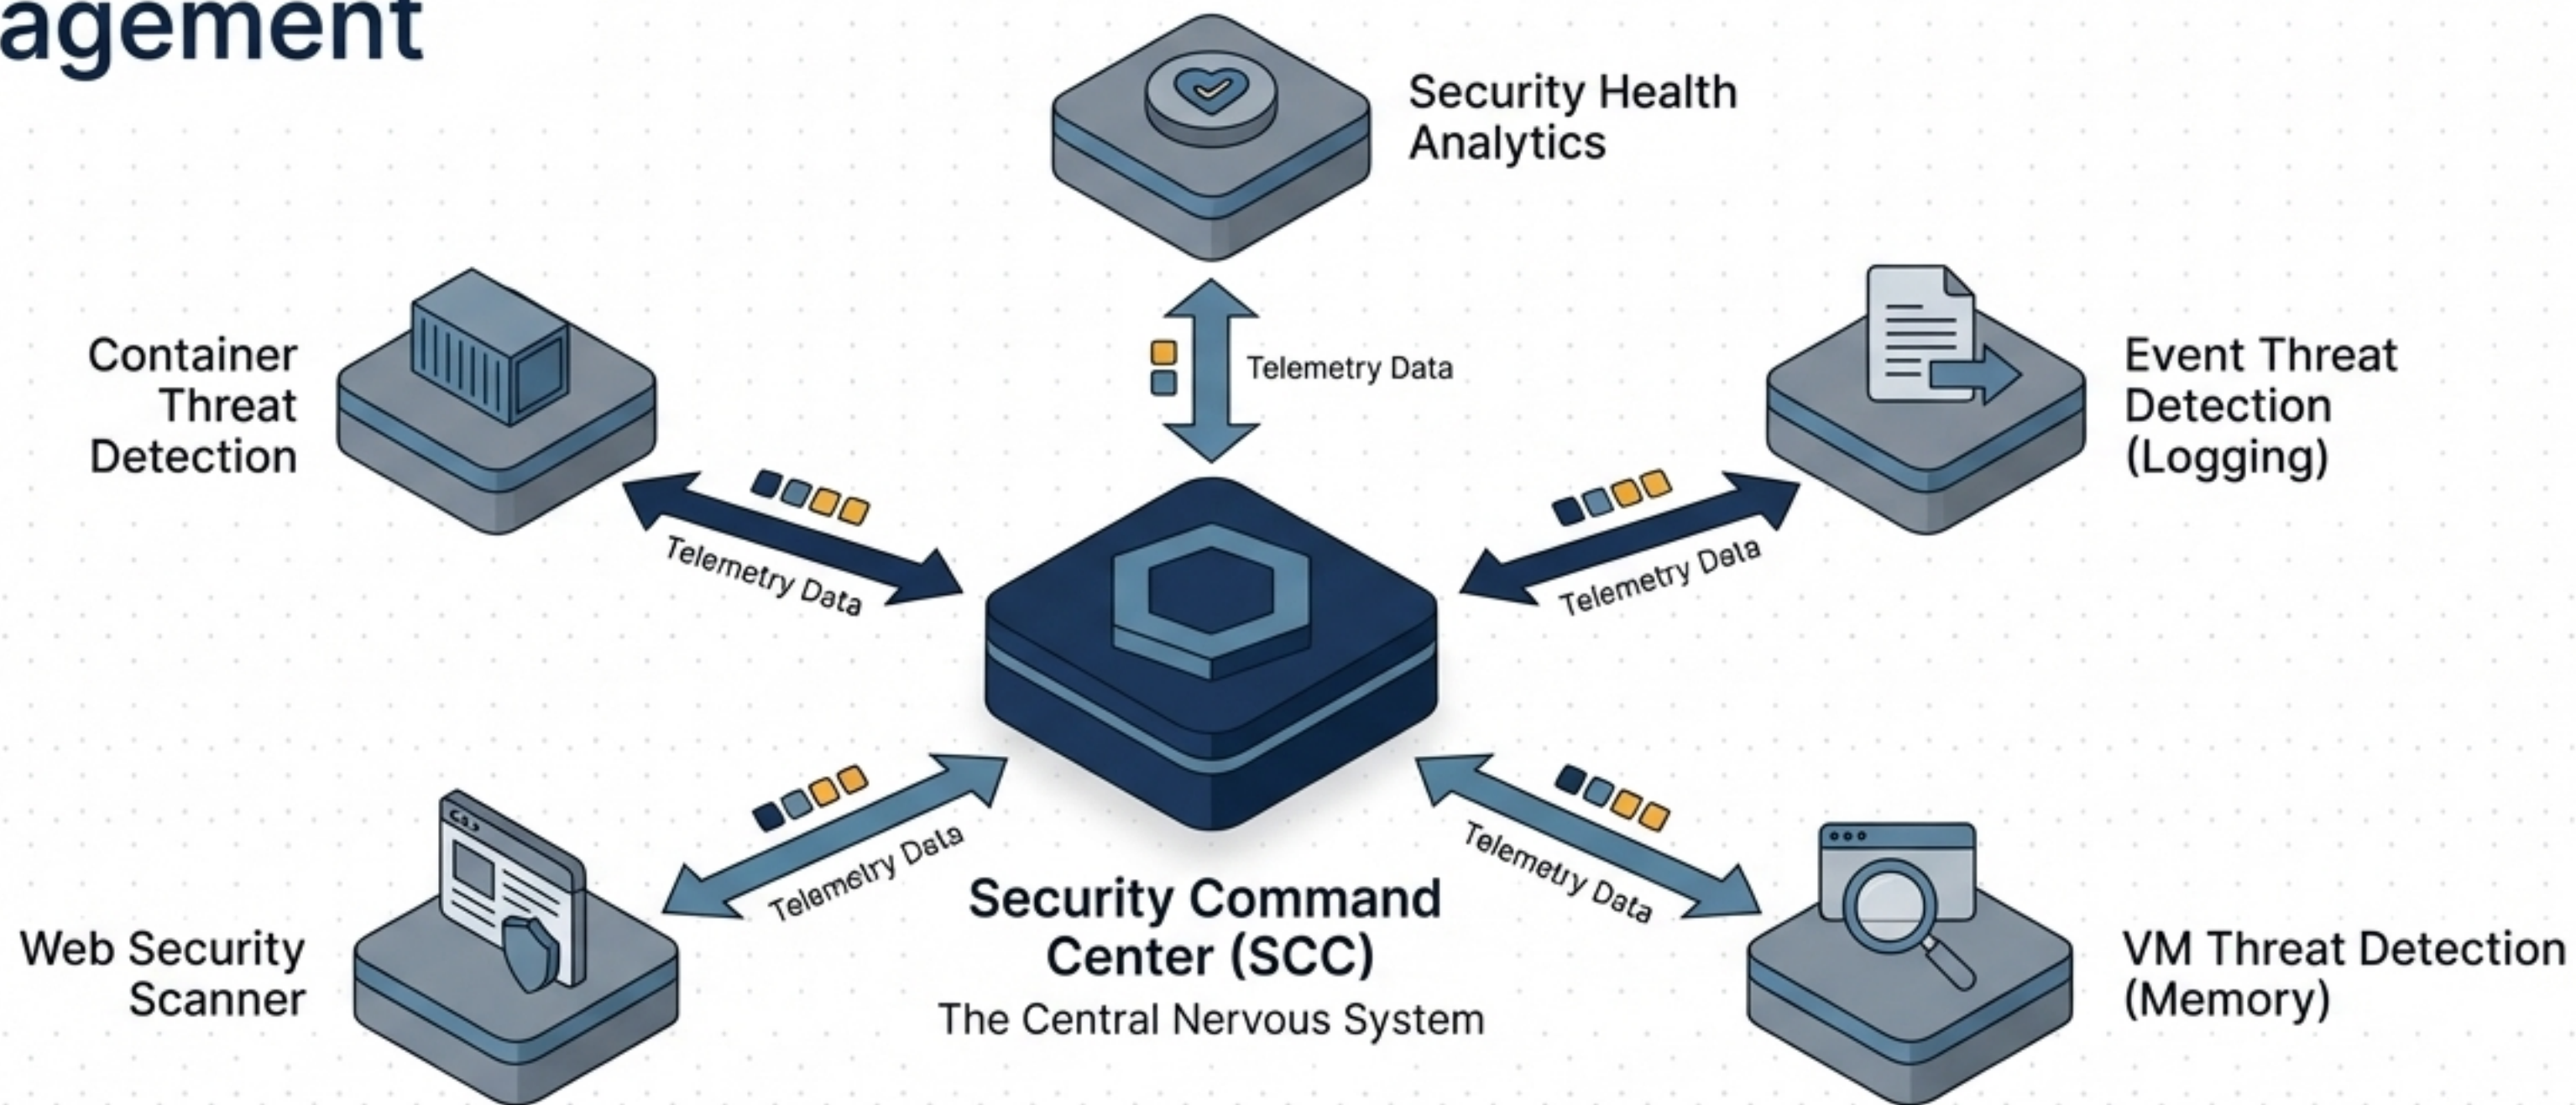 agement
Security Health
Analytics
Container
Threat
Detection
Telemetry Data
Event Threat
Detection
(Logging)
Telemetry Data
Telemetry Data
Telemetry Data
Telemetry Data
Security Command
Center (SCC)
The Central Nervous System
Web Security
Scanner
VM Threat Detection
(Memory)